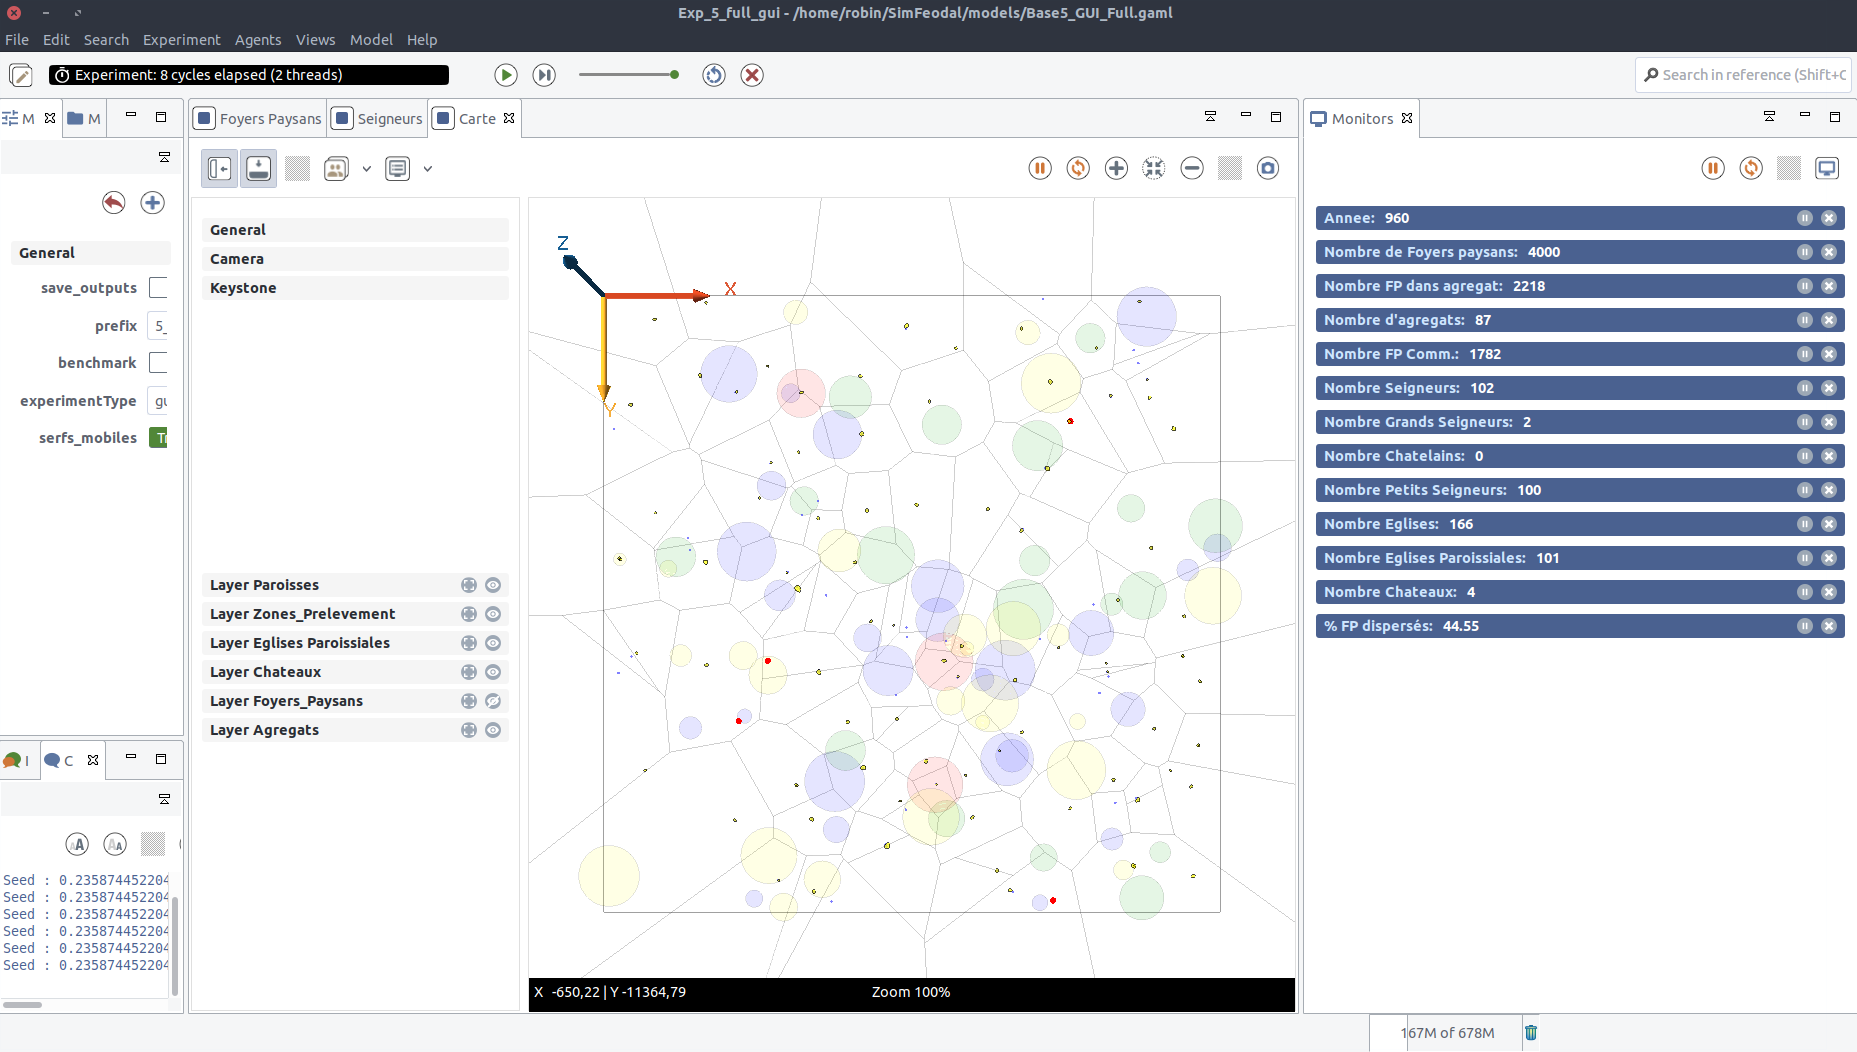 Exp_5_full_gui - /home/robin/SimFeodal/models/Base5_GUI_Full.gaml
File Edit Search Experiment Agents Views Model Help
Experiment: 8 cycles elapsed (2 threads)
Search in reference (Shift+C
M M
Foyers Paysans Seigneurs Carte
Monitors
General
save_outputs
prefix 5_
benchmark
experimentType gu
serfs_mobiles Tr
I C
Seed : 0.235874452204
Seed : 0.235874452204
Seed : 0.235874452204
Seed : 0.235874452204
Seed : 0.235874452204
Seed : 0.235874452204
General
Camera
Keystone
Layer Paroisses
Layer Zones_Prelevement
Layer Eglises Paroissiales
Layer Chateaux
Layer Foyers_Paysans
Layer Agregats
Z
X
Y
X -650,22 | Y -11364,79 Zoom 100%
Annee: 960
Nombre de Foyers paysans: 4000
Nombre FP dans agregat: 2218
Nombre d'agregats: 87
Nombre FP Comm.: 1782
Nombre Seigneurs: 102
Nombre Grands Seigneurs: 2
Nombre Chatelains: 0
Nombre Petits Seigneurs: 100
Nombre Eglises: 166
Nombre Eglises Paroissiales: 101
Nombre Chateaux: 4
% FP dispersés: 44.55
167M of 678M